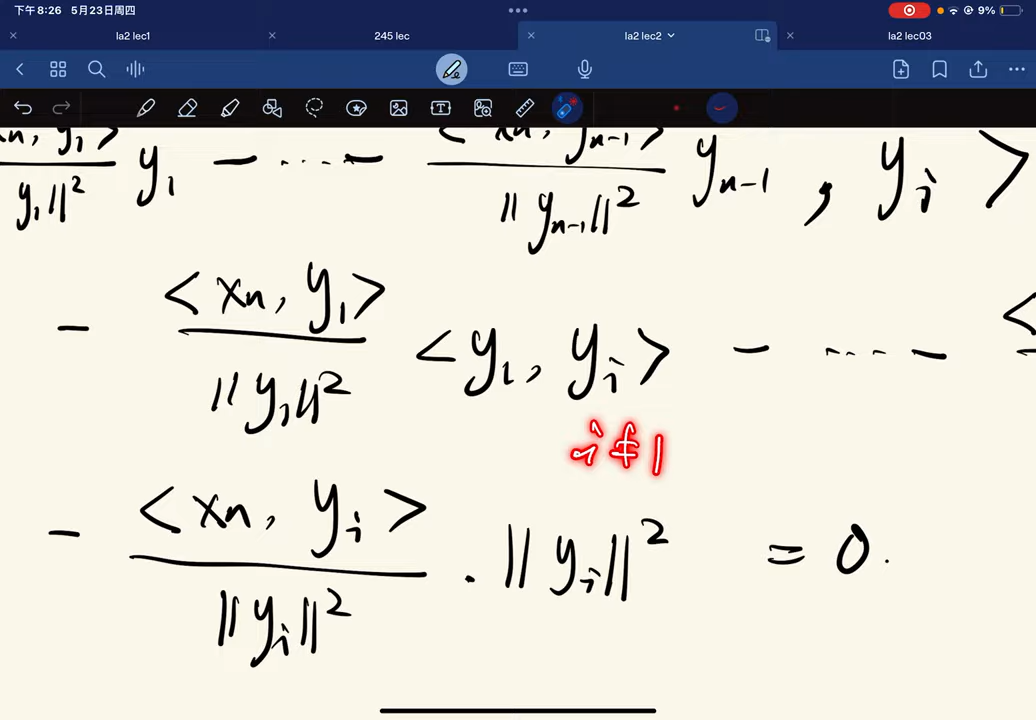 下午8:26 5月23日周四 9%
la2 lec1 245 lec la2 lec2 la2 lec03
<xn, y1> / ||y1||² y1 - ···· - <xn, yn-1> / ||yn-1||² yn-1 , yi >
- <xn, y1> / ||y1||² <y1, yi> - ···· - <
i≠1
- <xn, yi> / ||yi||² · ||yi||² = 0.